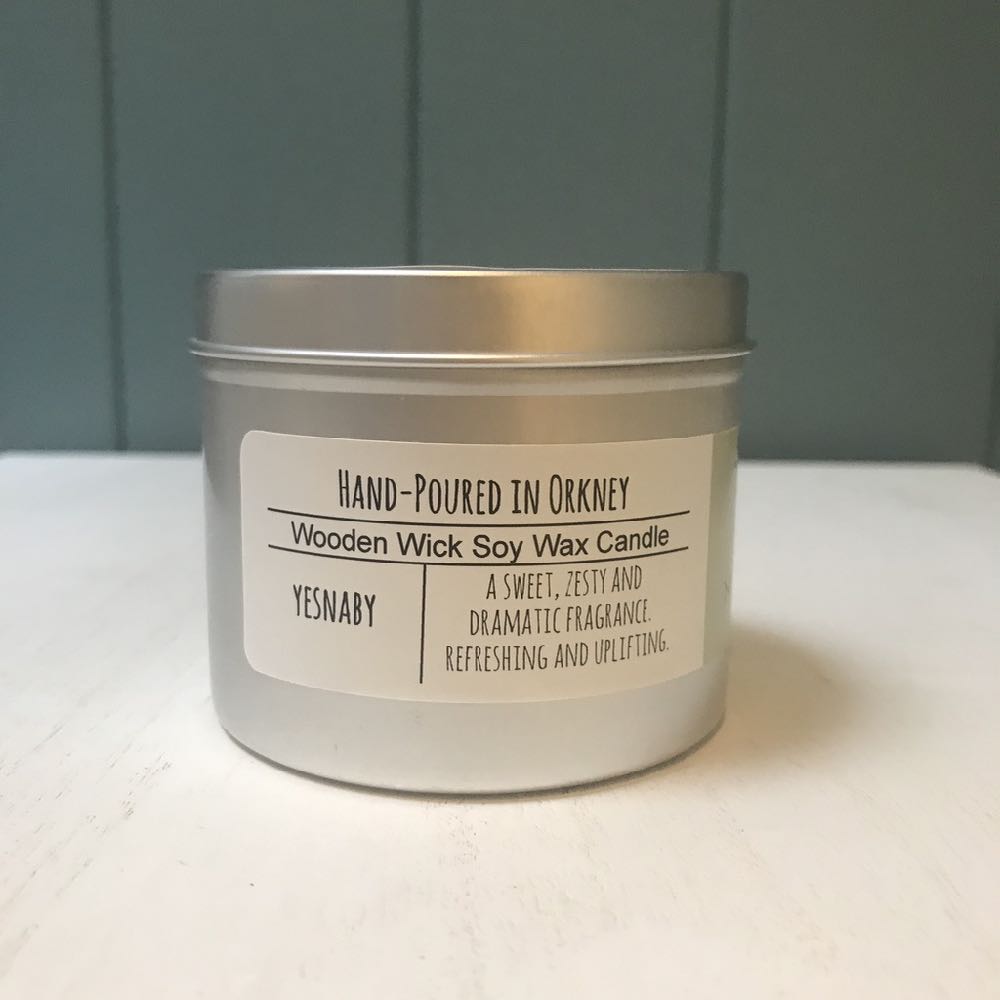 HAND-POURED IN ORKNEY
Wooden Wick Soy Wax Candle
YESNABY
A SWEET, ZESTY AND
DRAMATIC FRAGRANCE.
REFRESHING AND UPLIFTING.